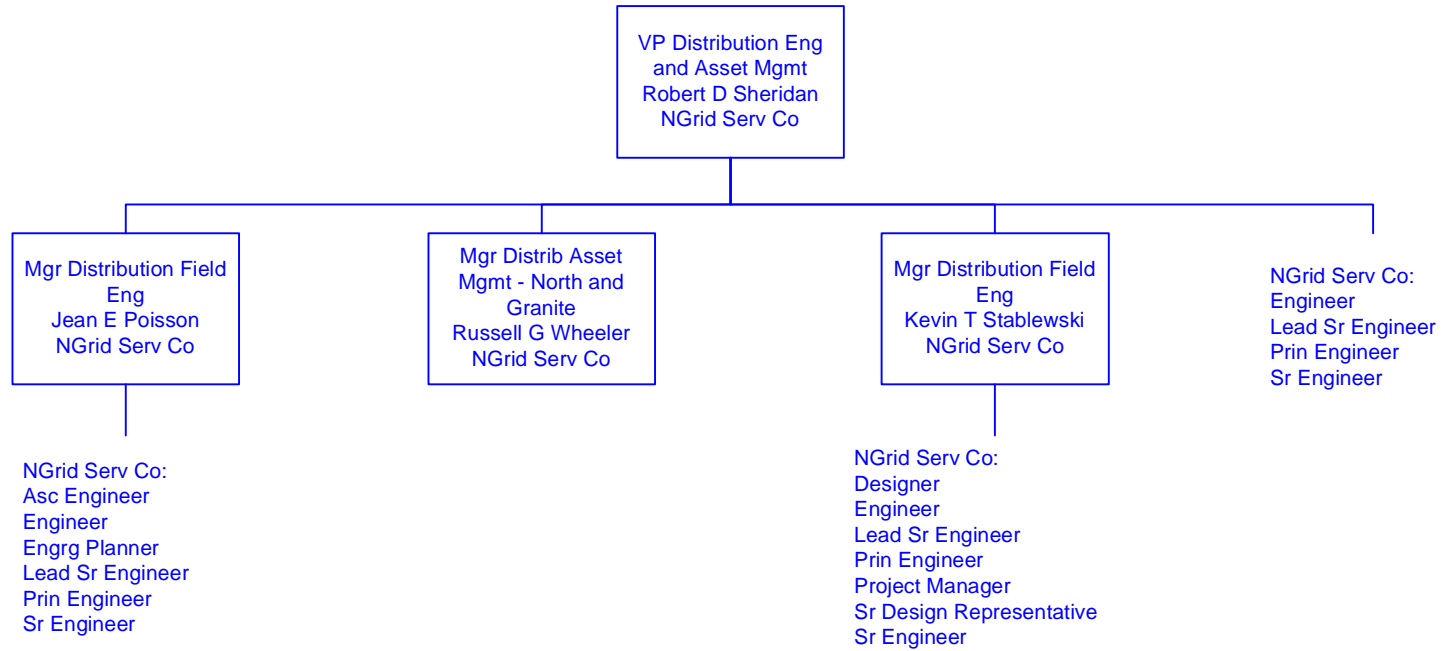 VP Distribution Eng
and Asset Mgmt
Robert D Sheridan
NGrid Serv Co
Mgr Distribution Field
Eng
Jean E Poisson
NGrid Serv Co
Mgr Distrib Asset
Mgmt - North and
Granite
Russell G Wheeler
NGrid Serv Co
Mgr Distribution Field
Eng
Kevin T Stablewski
NGrid Serv Co
NGrid Serv Co:
Engineer
Lead Sr Engineer
Prin Engineer
Sr Engineer
NGrid Serv Co:
Asc Engineer
Engineer
Engrg Planner
Lead Sr Engineer
Prin Engineer
Sr Engineer
NGrid Serv Co:
Designer
Engineer
Lead Sr Engineer
Prin Engineer
Project Manager
Sr Design Representative
Sr Engineer